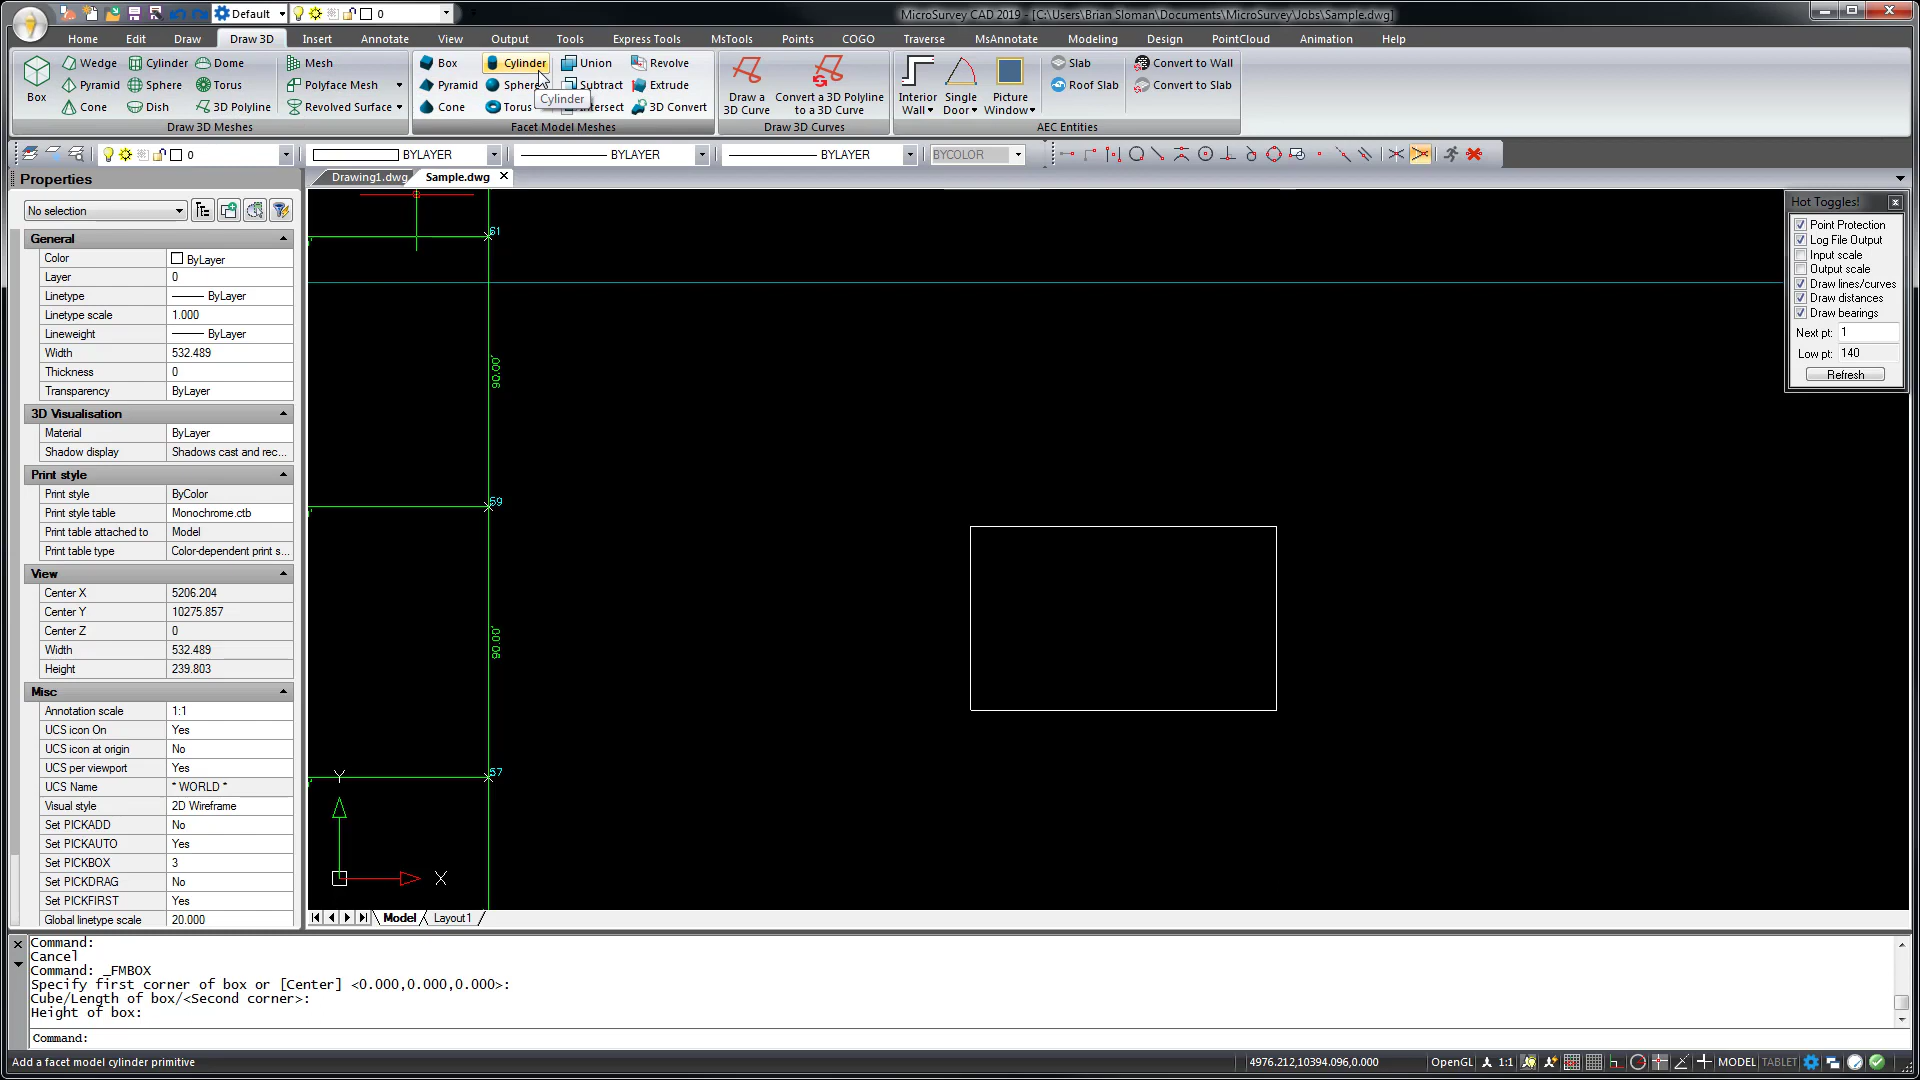 Default
0
MicroSurvey CAD 2019 - [C:\Users\Brian Sloman\Documents\MicroSurvey\Jobs\Sample.dwg]
Home Edit Draw Draw 3D Insert Annotate View Output Tools Express Tools MsTools Points COGO Traverse MsAnnotate Modeling Design PointCloud Animation Help
Box
Wedge Cylinder Dome
Pyramid Sphere Torus
Cone Dish 3D Polyline
Mesh
Polyface Mesh
Revolved Surface
Draw 3D Meshes
Box Cylinder Union Revolve
Pyramid Sphere Subtract Extrude
Cone Torus Intersect 3D Convert
Cylinder
Facet Model Meshes
Draw a
3D Curve
Convert a 3D Polyline
to a 3D Curve
Draw 3D Curves
Interior
Wall
Single
Door
Picture
Window
Slab
Roof Slab
Convert to Wall
Convert to Slab
AEC Entities
0 BYLAYER BYLAYER BYLAYER BYCOLOR
Properties
Drawing1.dwg Sample.dwg
No selection
General
Color ByLayer
Layer 0
Linetype ByLayer
Linetype scale 1.000
Lineweight ByLayer
Width 532.489
Thickness 0
Transparency ByLayer
3D Visualisation
Material ByLayer
Shadow display Shadows cast and rec...
Print style
Print style ByColor
Print style table Monochrome.ctb
Print table attached to Model
Print table type Color-dependent print s...
View
Center X 5206.204
Center Y 10275.857
Center Z 0
Width 532.489
Height 239.803
Misc
Annotation scale 1:1
UCS icon On Yes
UCS icon at origin No
UCS per viewport Yes
UCS Name * WORLD *
Visual style 2D Wireframe
Set PICKADD No
Set PICKAUTO Yes
Set PICKBOX 3
Set PICKDRAG No
Set PICKFIRST Yes
Global linetype scale 20.000
61
90.00'
59
90.00'
57
Y
X
Hot Toggles!
Point Protection
Log File Output
Input scale
Output scale
Draw lines/curves
Draw distances
Draw bearings
Next pt: 1
Low pt: 140
Refresh
Model Layout1
Command:
Cancel
Command: _FMBOX
Specify first corner of box or [Center] <0.000,0.000,0.000>:
Cube/Length of box/<Second corner>:
Height of box:
Command:
Add a facet model cylinder primitive
4976.212,10394.096,0.000 OpenGL 1:1 MODEL TABLET